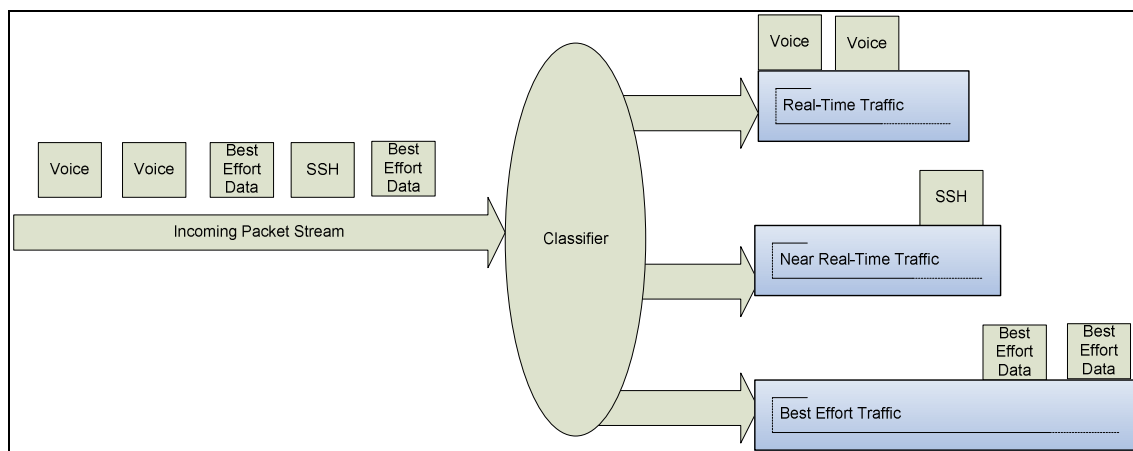 Voice
Voice
Real-Time Traffic
Voice
Voice
Best
Effort
Data
SSH
Best
Effort
Data
Incoming Packet Stream
Classifier
SSH
Near Real-Time Traffic
Best
Effort
Data
Best
Effort
Data
Best Effort Traffic